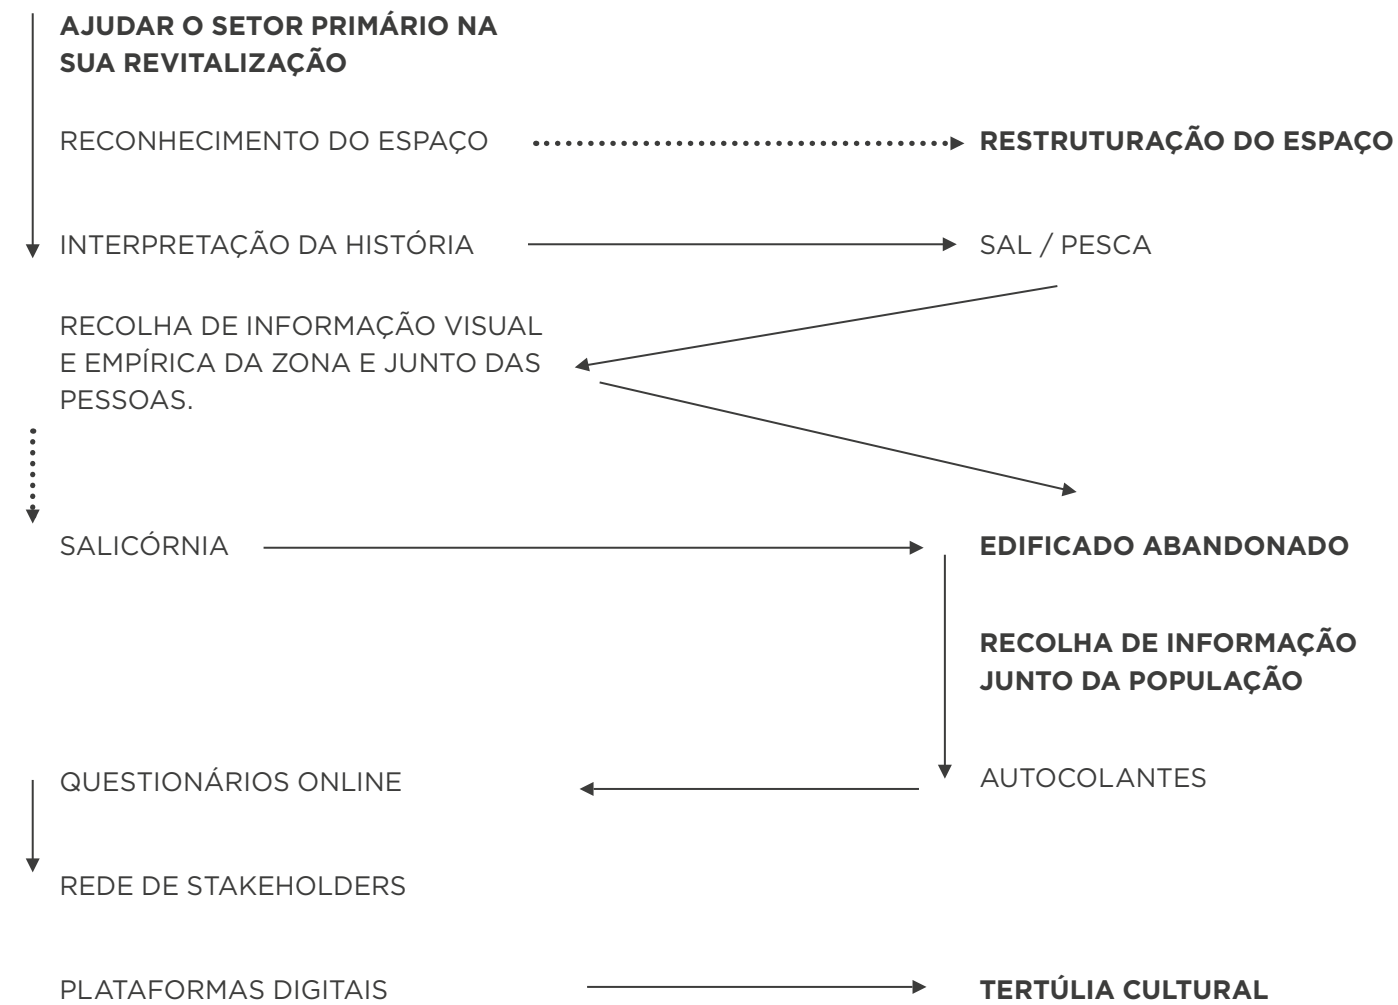 AJUDAR O SETOR PRIMÁRIO NA
SUA REVITALIZAÇÃO
RECONHECIMENTO DO ESPAÇO
RESTRUTURAÇÃO DO ESPAÇO
INTERPRETAÇÃO DA HISTÓRIA
SAL / PESCA
RECOLHA DE INFORMAÇÃO VISUAL
E EMPÍRICA DA ZONA E JUNTO DAS
PESSOAS.
SALICÓRNIA
EDIFICADO ABANDONADO
RECOLHA DE INFORMAÇÃO
JUNTO DA POPULAÇÃO
QUESTIONÁRIOS ONLINE
AUTOCOLANTES
REDE DE STAKEHOLDERS
PLATAFORMAS DIGITAIS
TERTÚLIA CULTURAL